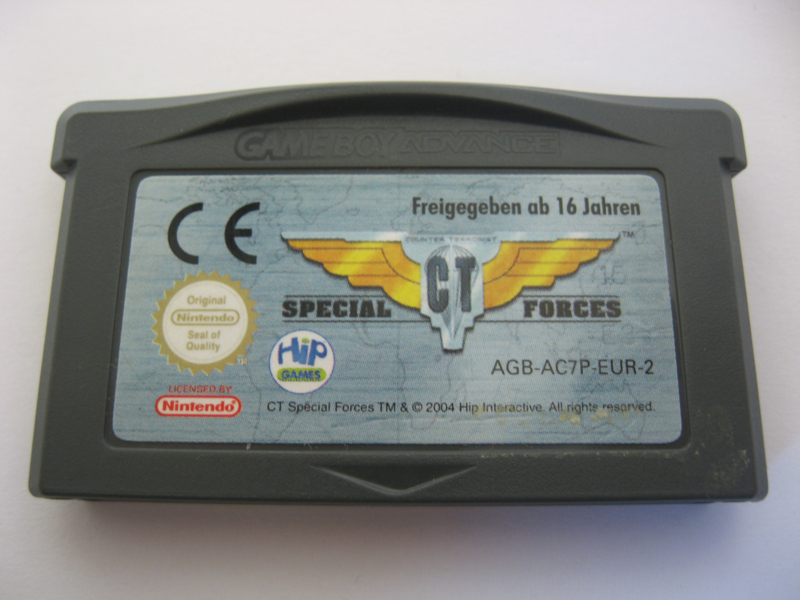 GAME BOY ADVANCE
CE
Freigegeben ab 16 Jahren
COUNTER TERRORIST
CT
TM
SPECIAL FORCES
Original
Nintendo
Seal of
Quality
TM
HiP
GAMES
AGB-AC7P-EUR-2
LICENSED BY
Nintendo
CT Special Forces TM & © 2004 Hip Interactive. All rights reserved.